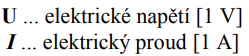 U ... elektrické napětí [1 V]
I ... elektrický proud [1 A]